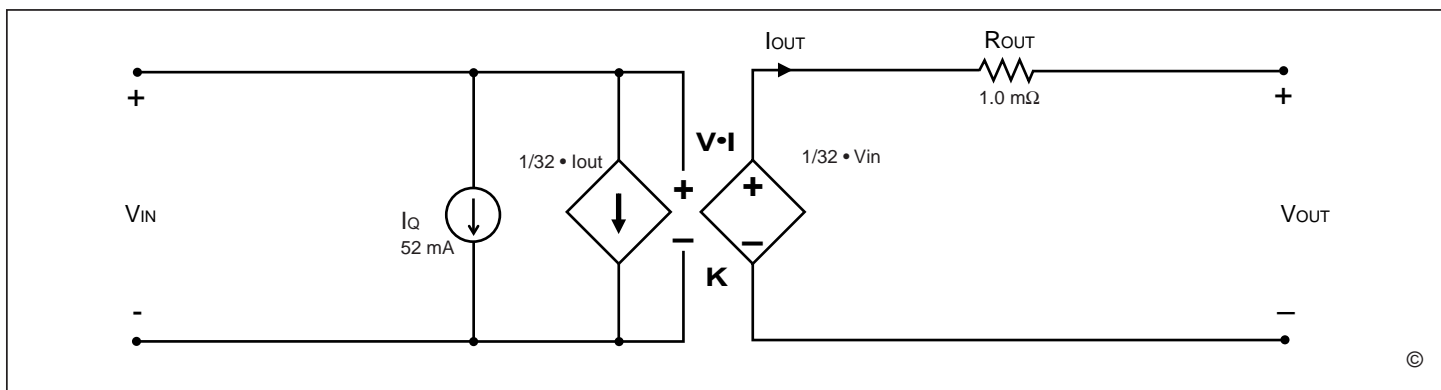 IOUT
ROUT
1.0 mΩ
+
+
V•I
1/32 • Iout
1/32 • Vin
+
+
VIN
IQ
52 mA
VOUT
–
–
K
-
–
©